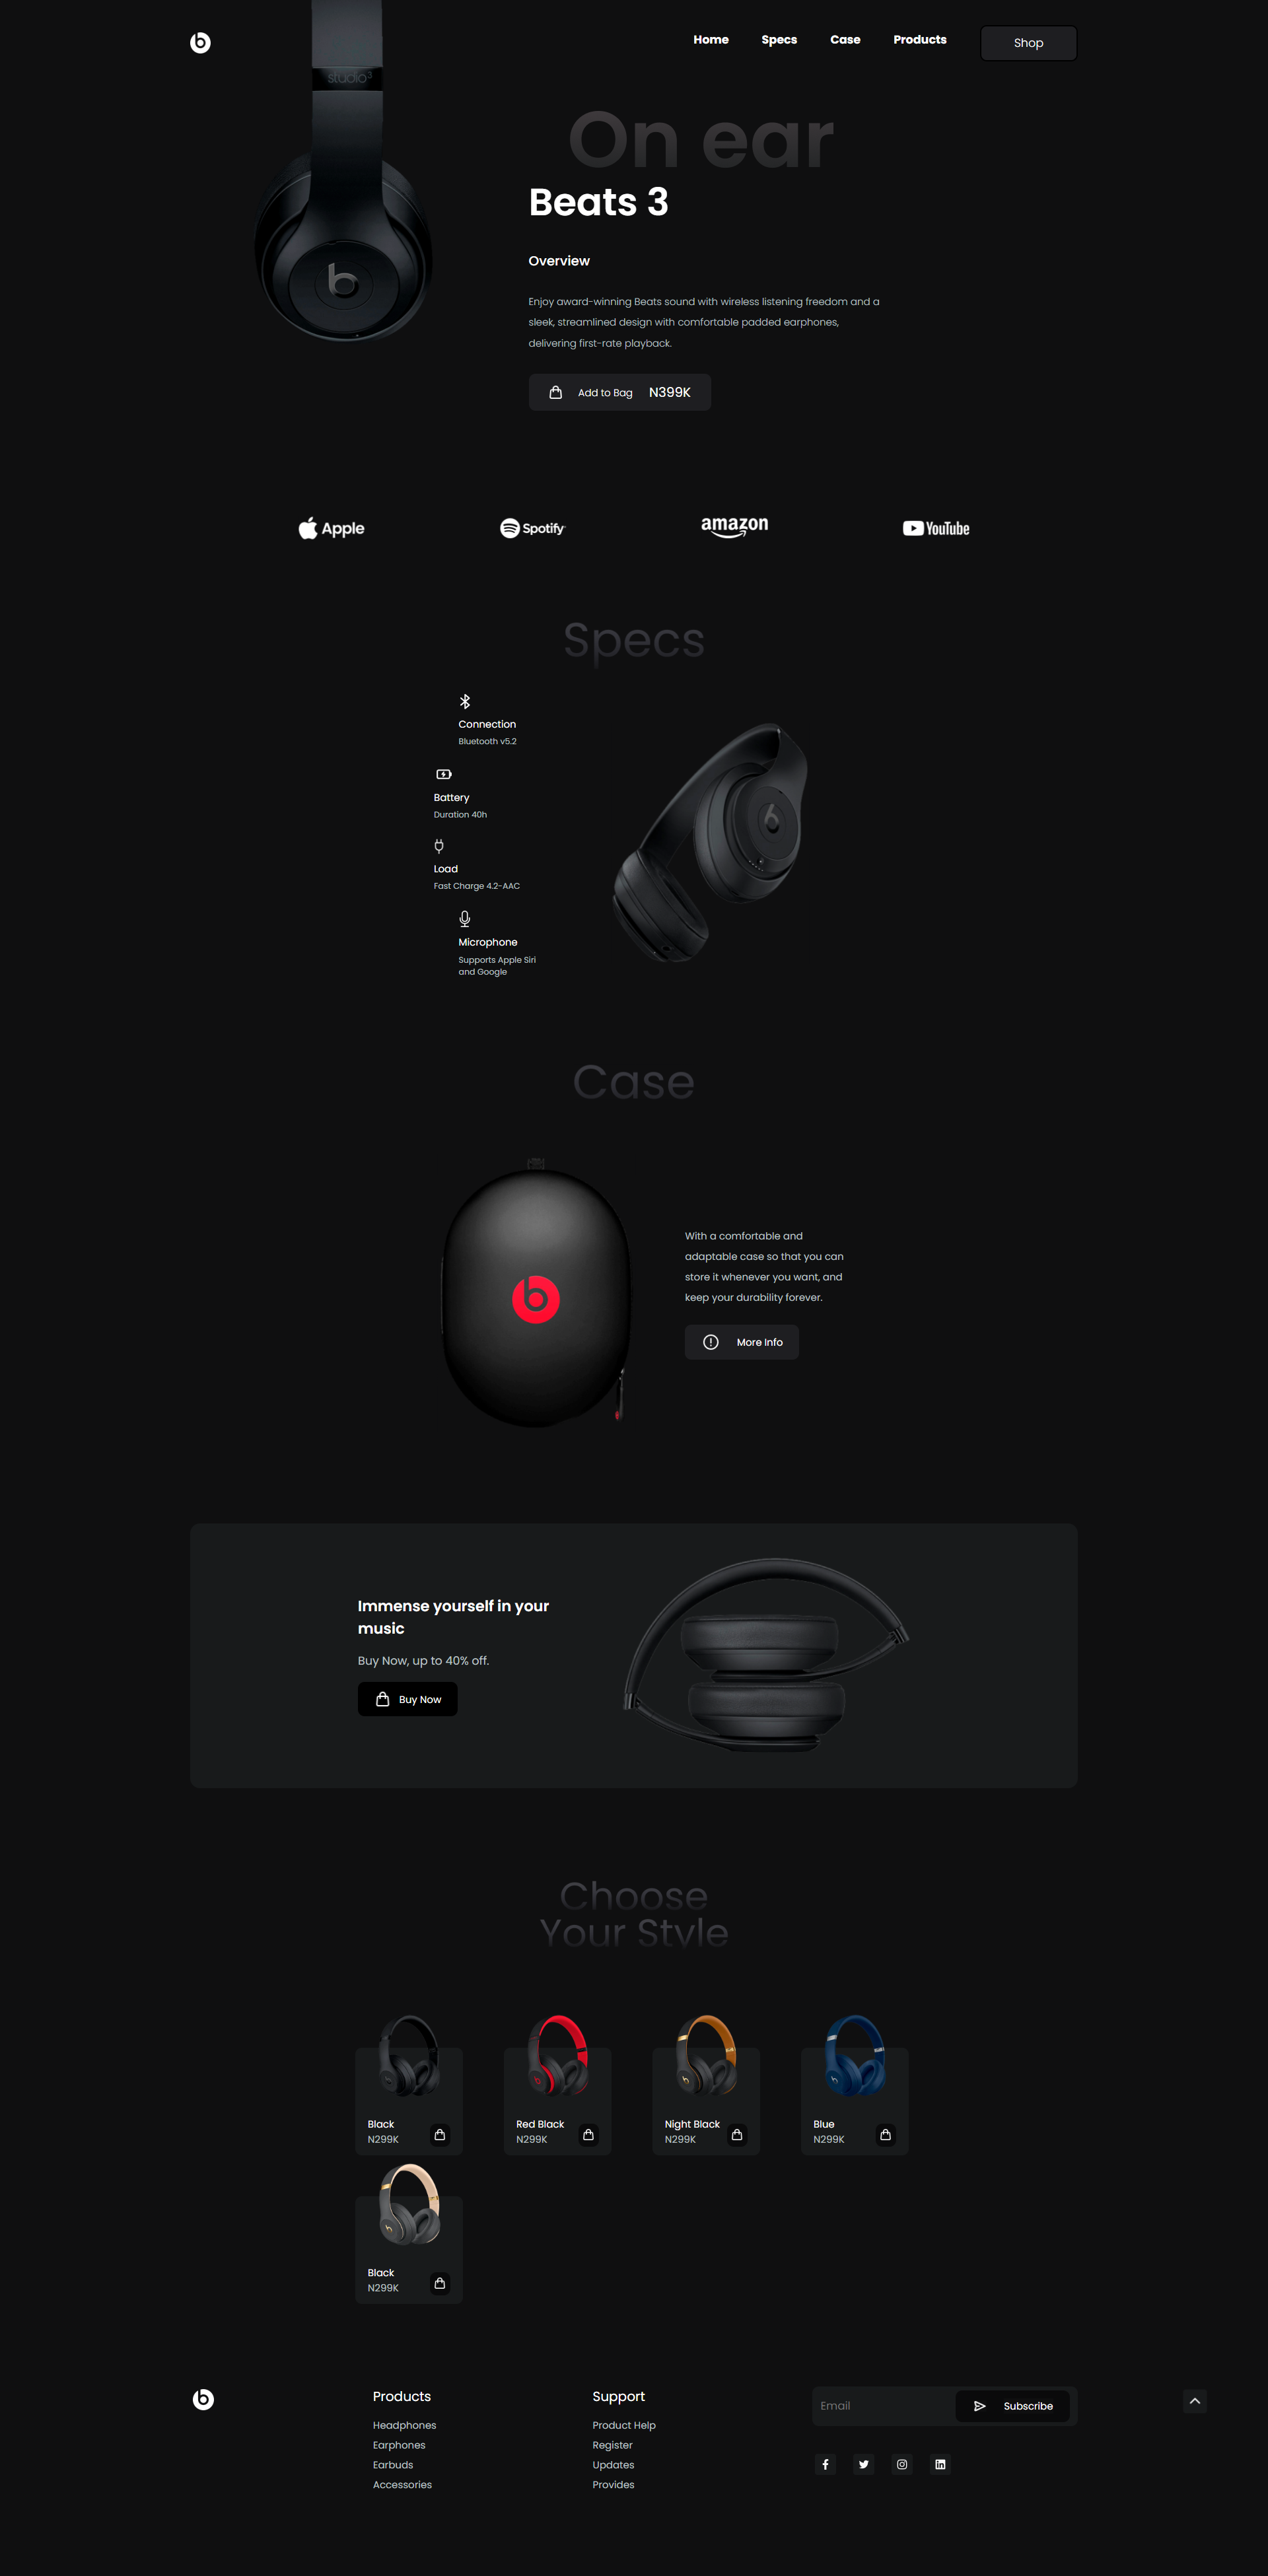 Home Specs Case Products Shop
studio3
On ear
Beats 3
Overview
Enjoy award-winning Beats sound with wireless listening freedom and a
sleek, streamlined design with comfortable padded earphones,
delivering first-rate playback.
Add to Bag N399K
Apple Spotify amazon YouTube
Specs
Connection
Bluetooth v5.2
Battery
Duration 40h
Load
Fast Charge 4.2-AAC
Microphone
Supports Apple Siri
and Google
Case
With a comfortable and
adaptable case so that you can
store it whenever you want, and
keep your durability forever.
More Info
Immense yourself in your
music
Buy Now, up to 40% off.
Buy Now
Choose
Your Style
Black
N299K
Red Black
N299K
Night Black
N299K
Blue
N299K
Black
N299K
Products
Headphones
Earphones
Earbuds
Accessories
Support
Product Help
Register
Updates
Provides
Email Subscribe